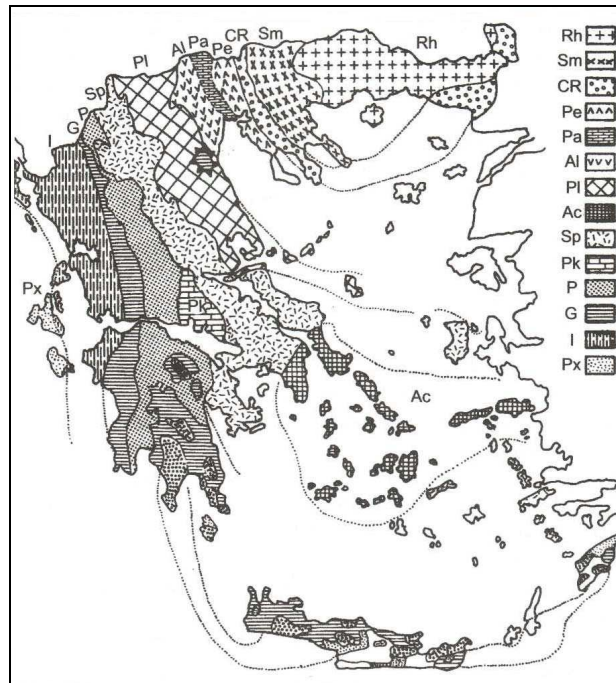 I G P Sp Pl Al Pa Pe CR Sm Rh
Px
Pk
Ac
Rh
Sm
CR
Pe
Pa
Al
Pl
Ac
Sp
Pk
P
G
I
Px